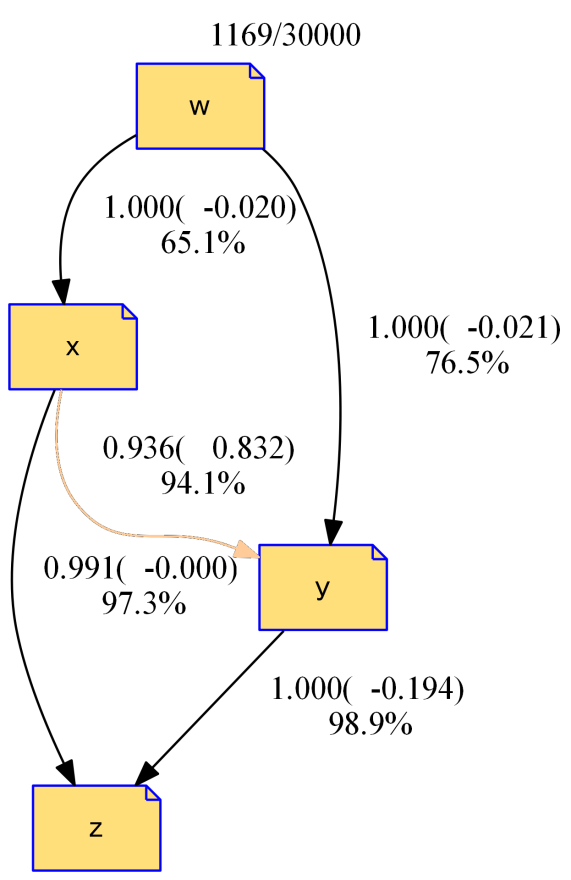 1169/30000
w
1.000( -0.020)
65.1%
1.000( -0.021)
76.5%
x
0.936( 0.832)
94.1%
0.991( -0.000)
97.3%
y
1.000( -0.194)
98.9%
z